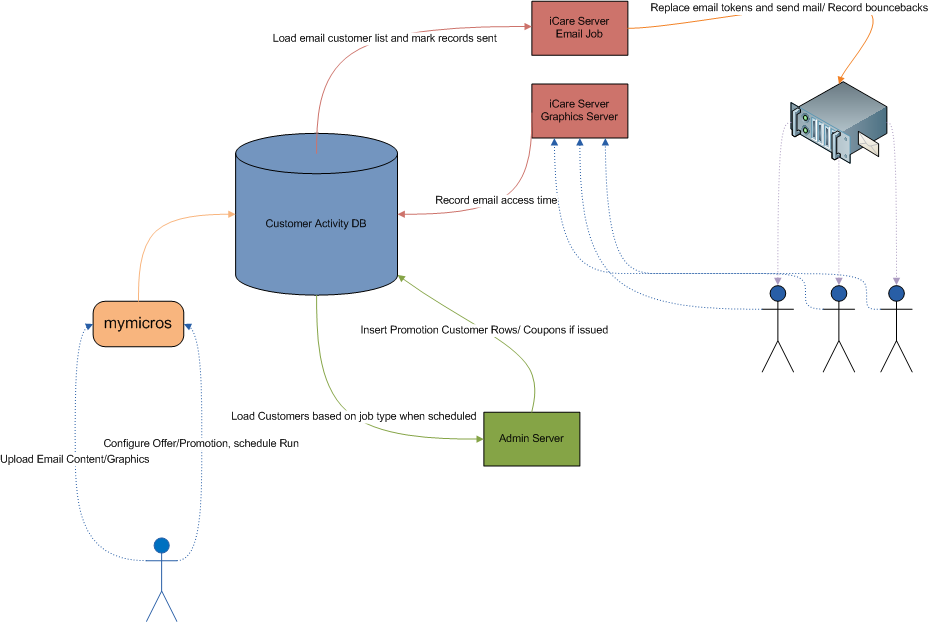 Replace email tokens and send mail/ Record bouncebacks
iCare Server
Email Job
Load email customer list and mark records sent
iCare Server
Graphics Server
Record email access time
Customer Activity DB
mymicros
Insert Promotion Customer Rows/ Coupons if issued
Load Customers based on job type when scheduled
Admin Server
Configure Offer/Promotion, schedule Run
Upload Email Content/Graphics